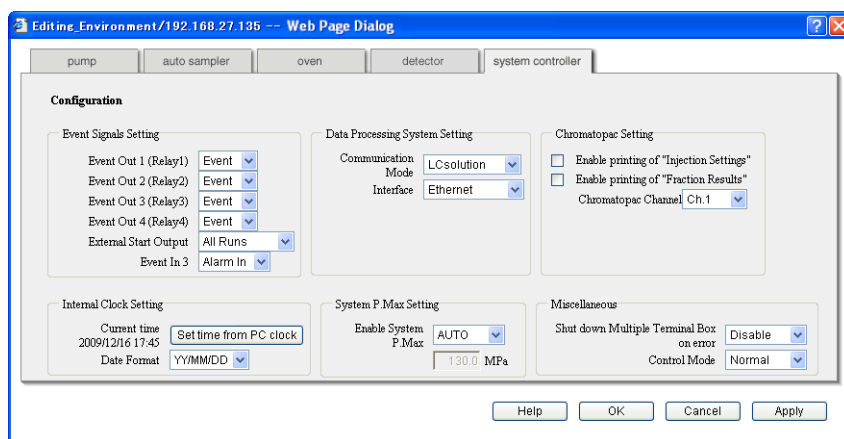 Editing_Environment/192.168.27.135 -- Web Page Dialog
pump
auto sampler
oven
detector
system controller
Configuration
Event Signals Setting
Event Out 1 (Relay1) Event
Event Out 2 (Relay2) Event
Event Out 3 (Relay3) Event
Event Out 4 (Relay4) Event
External Start Output All Runs
Event In 3 Alarm In
Data Processing System Setting
Communication
Mode LCsolution
Interface Ethernet
Chromatopac Setting
Enable printing of "Injection Settings"
Enable printing of "Fraction Results"
Chromatopac Channel Ch.1
Internal Clock Setting
Current time
2009/12/16 17:45 Set time from PC clock
Date Format YY/MM/DD
System P.Max Setting
Enable System
P.Max AUTO
130.0 MPa
Miscellaneous
Shut down Multiple Terminal Box
on error Disable
Control Mode Normal
Help
OK
Cancel
Apply